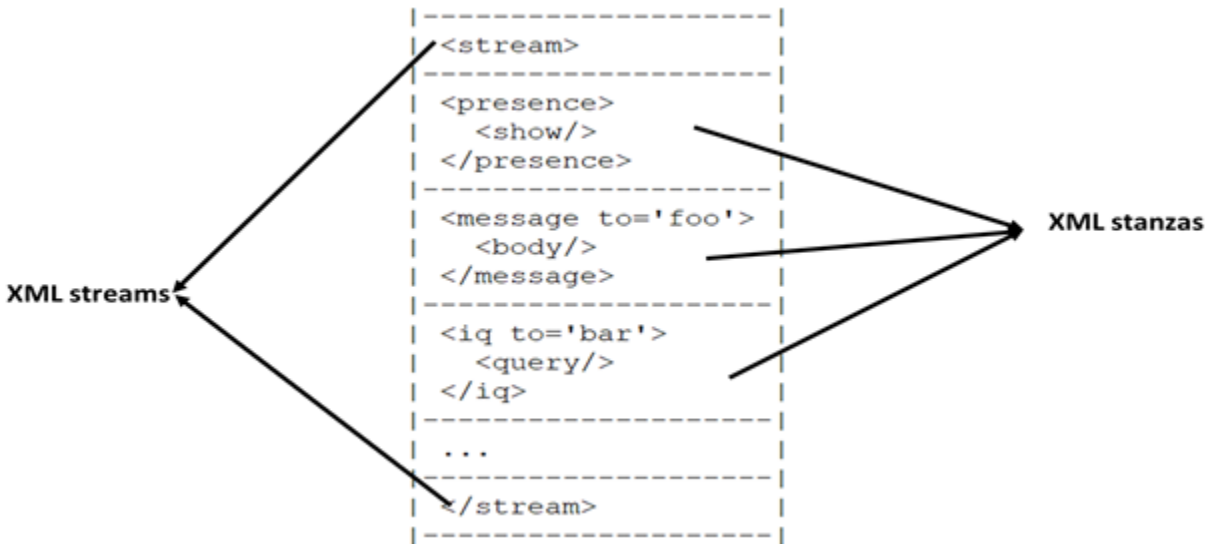 |--------------------|
| <stream>           |
|--------------------|
| <presence>         |
|   <show/>          |
| </presence>        |
|--------------------|
| <message to='foo'> |
|   <body/>          |
| </message>         |
|--------------------|
| <iq to='bar'>      |
|   <query/>         |
| </iq>              |
|--------------------|
| ...                |
|--------------------|
| </stream>          |
|--------------------|
XML streams
XML stanzas